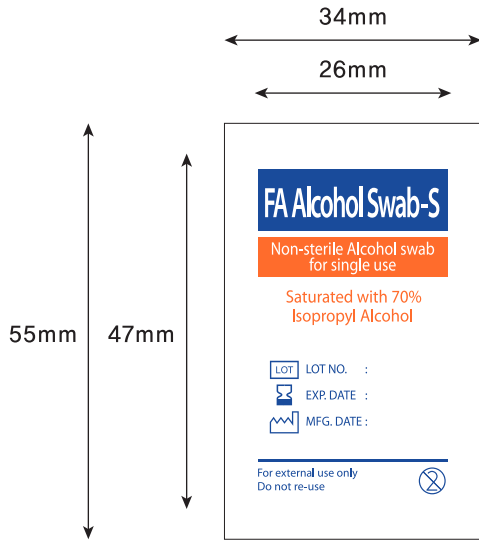 34mm
26mm
FA Alcohol Swab-S
Non-sterile Alcohol swab
for single use
Saturated with 70%
Isopropyl Alcohol
55mm
47mm
LOT LOT NO. :
EXP. DATE :
MFG. DATE :
For external use only
Do not re-use
2